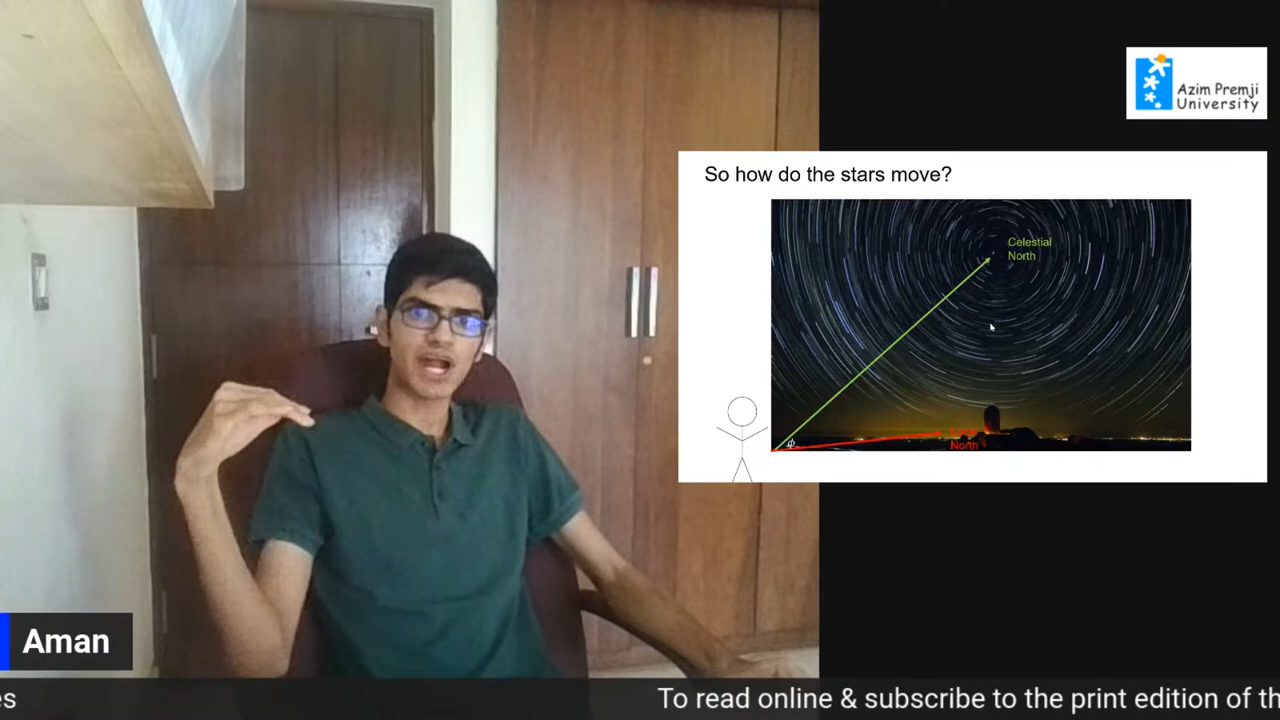 Azim Premji
University
So how do the stars move?
Celestial
North
ϕ
North
Aman
es
To read online & subscribe to the print edition of th